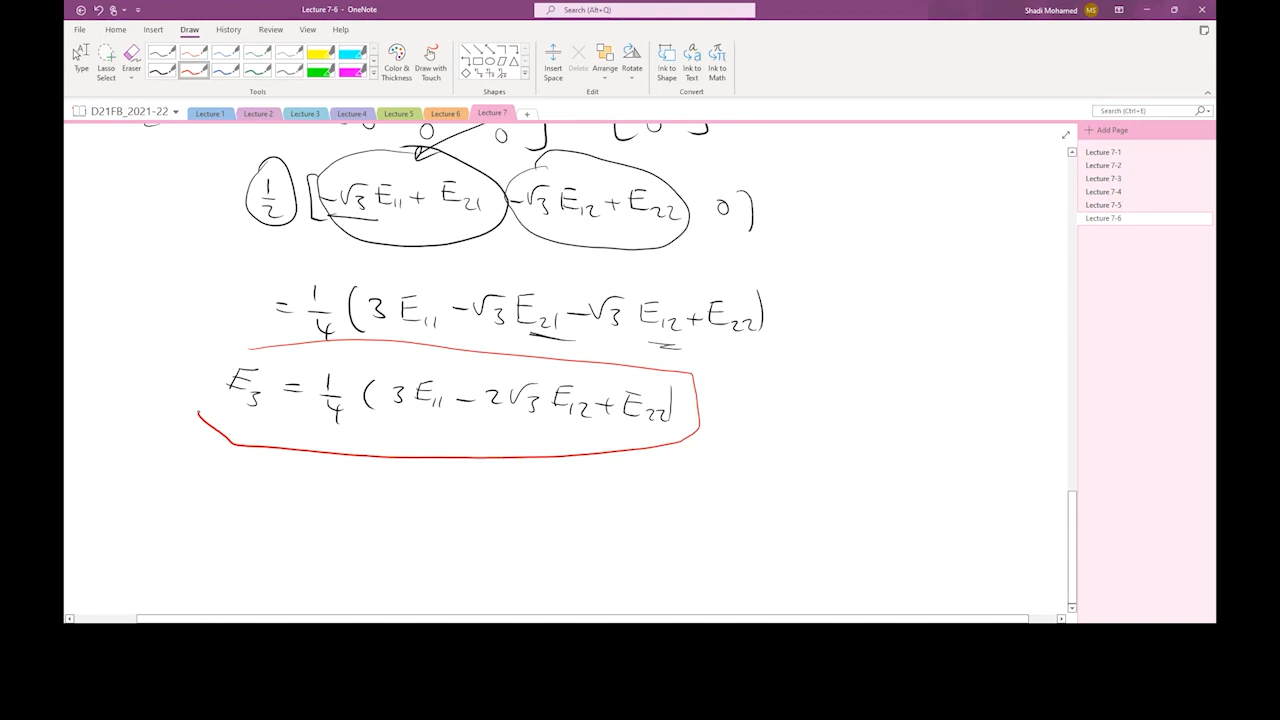 Lecture 7-6 - OneNote
Search (Alt+Q)
Shadi Mohamed
MS
File Home Insert Draw History Review View Help
Type
Lasso Select
Eraser
Color & Thickness
Draw with Touch
Insert Space
Delete
Arrange
Rotate
Ink to Shape
Ink to Text
Ink to Math
Tools
Shapes
Edit
Convert
D21FB_2021-22
Lecture 1 Lecture 2 Lecture 3 Lecture 4 Lecture 5 Lecture 6 Lecture 7
Search (Ctrl+E)
Add Page
Lecture 7-1
Lecture 7-2
Lecture 7-3
Lecture 7-4
Lecture 7-5
Lecture 7-6
0 0 ] [ 0 ]
1/2 [ -√3 E₁₁ + E₂₁ -√3 E₁₂ + E₂₂ 0 ]
= 1/4 ( 3 E₁₁ - √3 E₂₁ - √3 E₁₂ + E₂₂ )
E₃ = 1/4 ( 3 E₁₁ - 2√3 E₁₂ + E₂₂ )